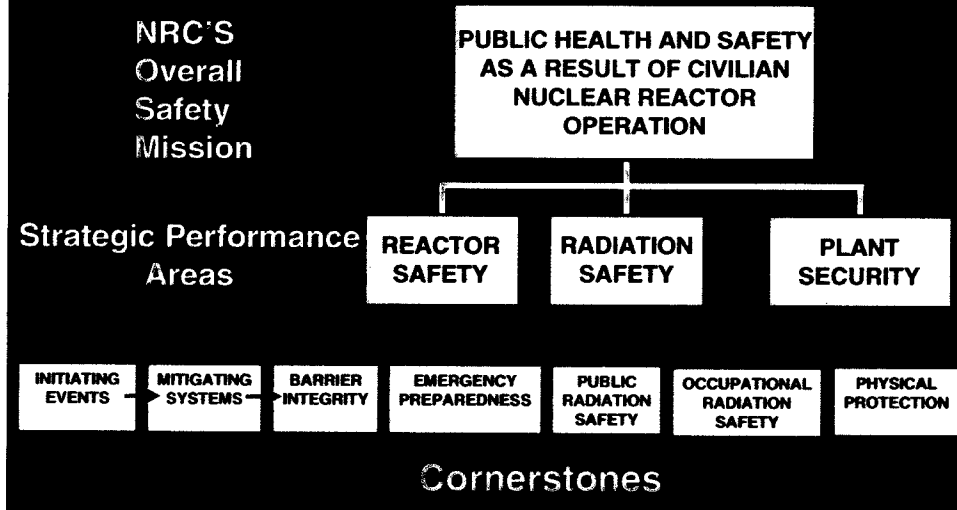 NRC'S
Overall
Safety
Mission
PUBLIC HEALTH AND SAFETY
AS A RESULT OF CIVILIAN
NUCLEAR REACTOR
OPERATION
Strategic Performance
Areas
REACTOR
SAFETY
RADIATION
SAFETY
PLANT
SECURITY
INITIATING
EVENTS
MITIGATING
SYSTEMS
BARRIER
INTEGRITY
EMERGENCY
PREPAREDNESS
PUBLIC
RADIATION
SAFETY
OCCUPATIONAL
RADIATION
SAFETY
PHYSICAL
PROTECTION
Cornerstones